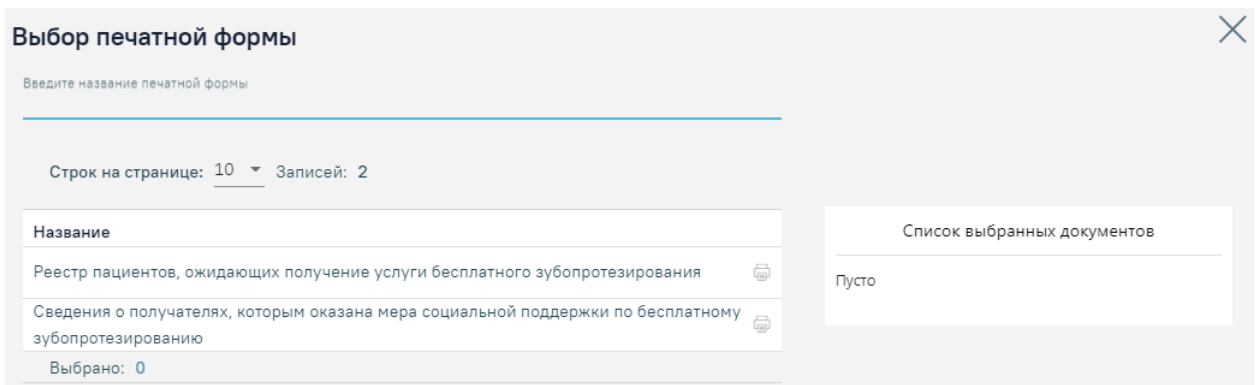 Выбор печатной формы
Введите название печатной формы
Строк на странице: 10 Записей: 2
Название
Реестр пациентов, ожидающих получение услуги бесплатного зубопротезирования
Сведения о получателях, которым оказана мера социальной поддержки по бесплатному
зубопротезированию
Выбрано: 0
Список выбранных документов
Пусто